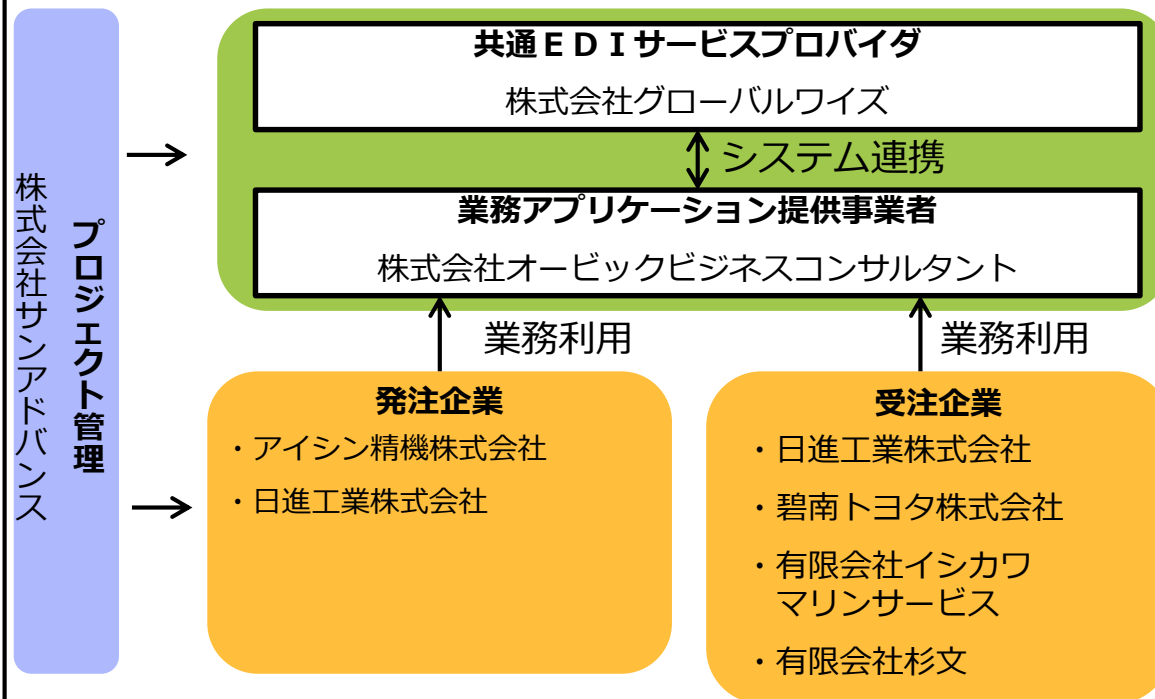 プロジェクト管理
株式会社サンアドバンス
共通ＥＤＩサービスプロバイダ
株式会社グローバルワイズ
システム連携
業務アプリケーション提供事業者
株式会社オービックビジネスコンサルタント
業務利用
業務利用
発注企業
・アイシン精機株式会社
・日進工業株式会社
受注企業
・日進工業株式会社
・碧南トヨタ株式会社
・有限会社イシカワ
マリンサービス
・有限会社杉文